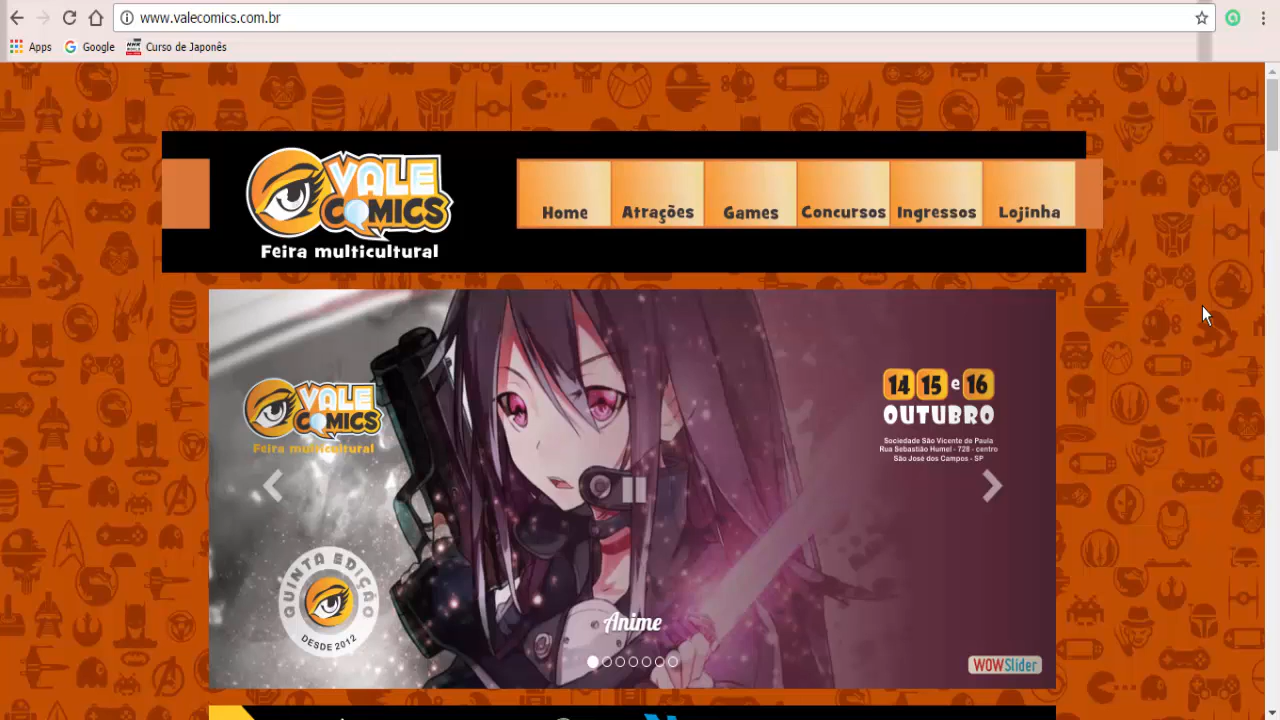 www.valecomics.com.br
Apps Google Curso de Japonês
VALE
COMICS
Feira multicultural
Home Atrações Games Concursos Ingressos Lojinha
VALE
COMICS
Feira multicultural
14 15 e 16
OUTUBRO
Sociedade São Vicente de Paula
Rua Sebastião Humel - 728 - centro
São José dos Campos - SP
QUINTA EDIÇÃO
DESDE 2012
Anime
WOWSlider